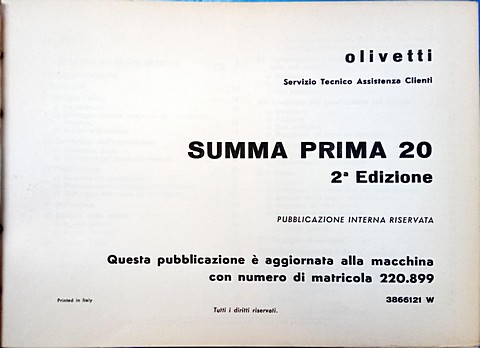 olivetti
Servizio Tecnico Assistenza Clienti
SUMMA PRIMA 20
2ª Edizione
PUBBLICAZIONE INTERNA RISERVATA
Questa pubblicazione è aggiornata alla macchina
con numero di matricola 220.899
Printed in Italy
3866121 W
Tutti i diritti riservati.